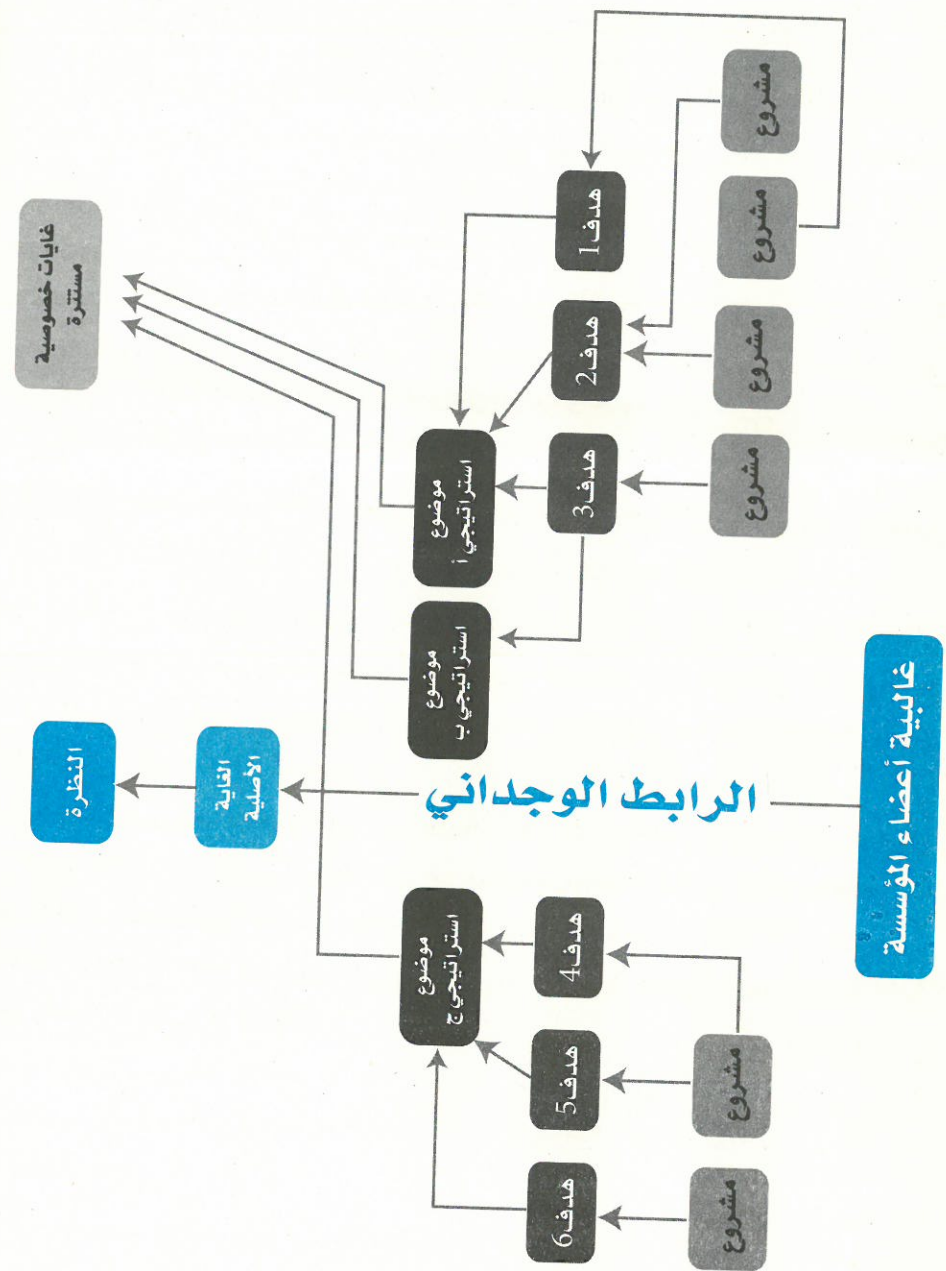 غايات خصوصية
مستترة
النظرة
الغاية
الأصلية
موضوع
استراتيجي أ
موضوع
استراتيجي ب
موضوع
استراتيجي ج
الرابط الوجداني
هدف1
هدف2
هدف3
هدف4
هدف5
هدف6
مشروع
مشروع
مشروع
مشروع
مشروع
مشروع
غالبية أعضاء المؤسسة